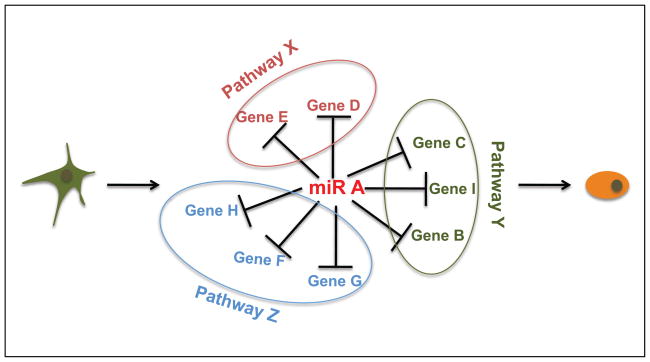 Pathway X
Gene E
Gene D
Gene C
Gene I
Gene B
Pathway Y
miR A
Gene H
Gene F
Gene G
Pathway Z